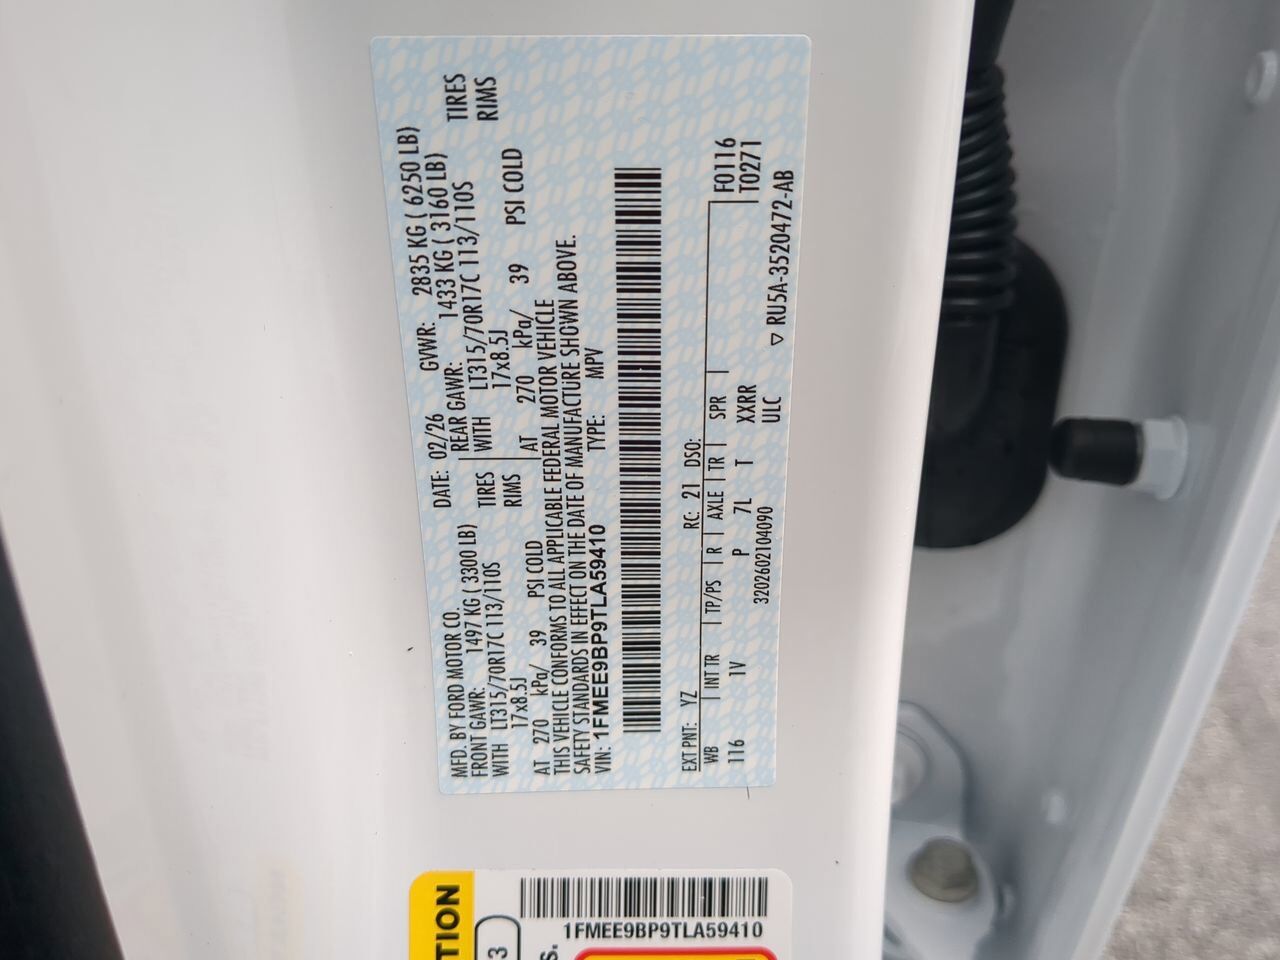 MFD. BY FORD MOTOR CO.
DATE: 02/26
GVWR: 2835 KG ( 6250 LB)
FRONT GAWR: 1497 KG ( 3300 LB)
REAR GAWR: 1433 KG ( 3160 LB)
WITH LT315/70R17C 113/110S TIRES
WITH LT315/70R17C 113/110S TIRES
17x8.5J RIMS
17x8.5J RIMS
AT 270 kPa/ 39 PSI COLD
AT 270 kPa/ 39 PSI COLD
THIS VEHICLE CONFORMS TO ALL APPLICABLE FEDERAL MOTOR VEHICLE
SAFETY STANDARDS IN EFFECT ON THE DATE OF MANUFACTURE SHOWN ABOVE.
VIN: 1FMEE9BP9TLA59410
TYPE: MPV
EXT PNT: YZ RC: 21 DSO:
WB INT TR TP/PS R AXLE TR SPR F0116
T0271
116 1V P 7L T XXRR
3202602104090 ULC
▽ RU5A-3520472-AB
TION
3
S.
1FMEE9BP9TLA59410